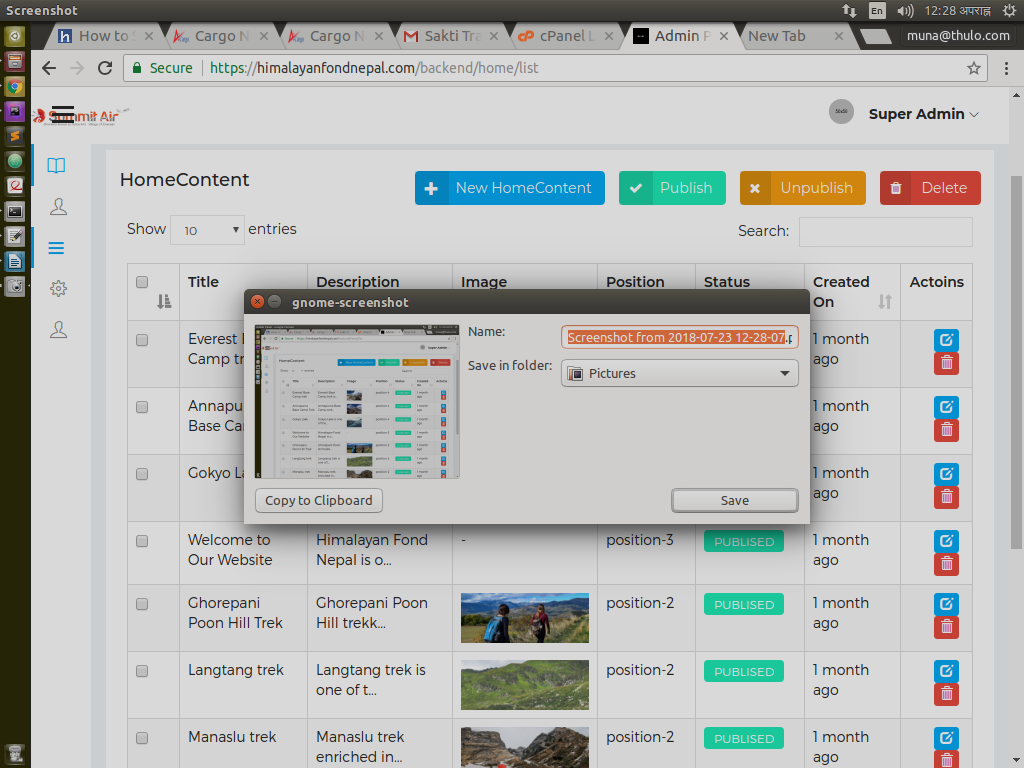 Screenshot
En
12:28 अपराह्न
How to
Cargo N
Cargo N
Sakti Tra
cPanel L
Admin P
New Tab
muna@thulo.com
Secure
https://himalayanfondnepal.com/backend/home/list
Summit Air
Super Admin
HomeContent
New HomeContent
Publish
Unpublish
Delete
Show 10 entries
Search:
Title
Description
Image
Position
Status
Created On
Actoins
gnome-screenshot
Name:
Screenshot from 2018-07-23 12-28-07.p
Save in folder:
Pictures
Copy to Clipboard
Save
Everest
Camp tr
1 month
ago
Annapu
Base Ca
1 month
ago
Gokyo La
1 month
ago
Welcome to
Our Website
Himalayan Fond
Nepal is o...
-
position-3
PUBLISED
1 month
ago
Ghorepani
Poon Hill Trek
Ghorepani Poon
Hill trekk...
position-2
PUBLISED
1 month
ago
Langtang trek
Langtang trek is
one of t...
position-2
PUBLISED
1 month
ago
Manaslu trek
Manaslu trek
enriched in...
position-2
PUBLISED
1 month
ago